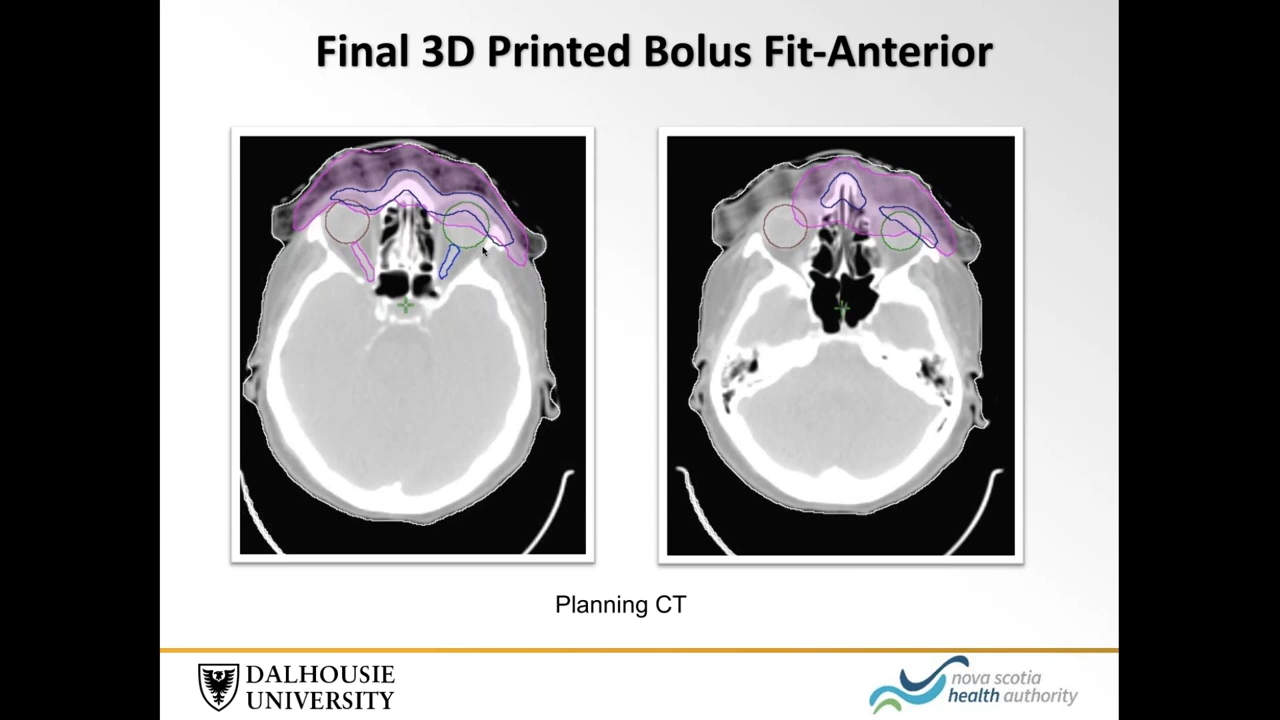 Final 3D Printed Bolus Fit-Anterior
Planning CT
DALHOUSIE
UNIVERSITY
nova scotia
health authority